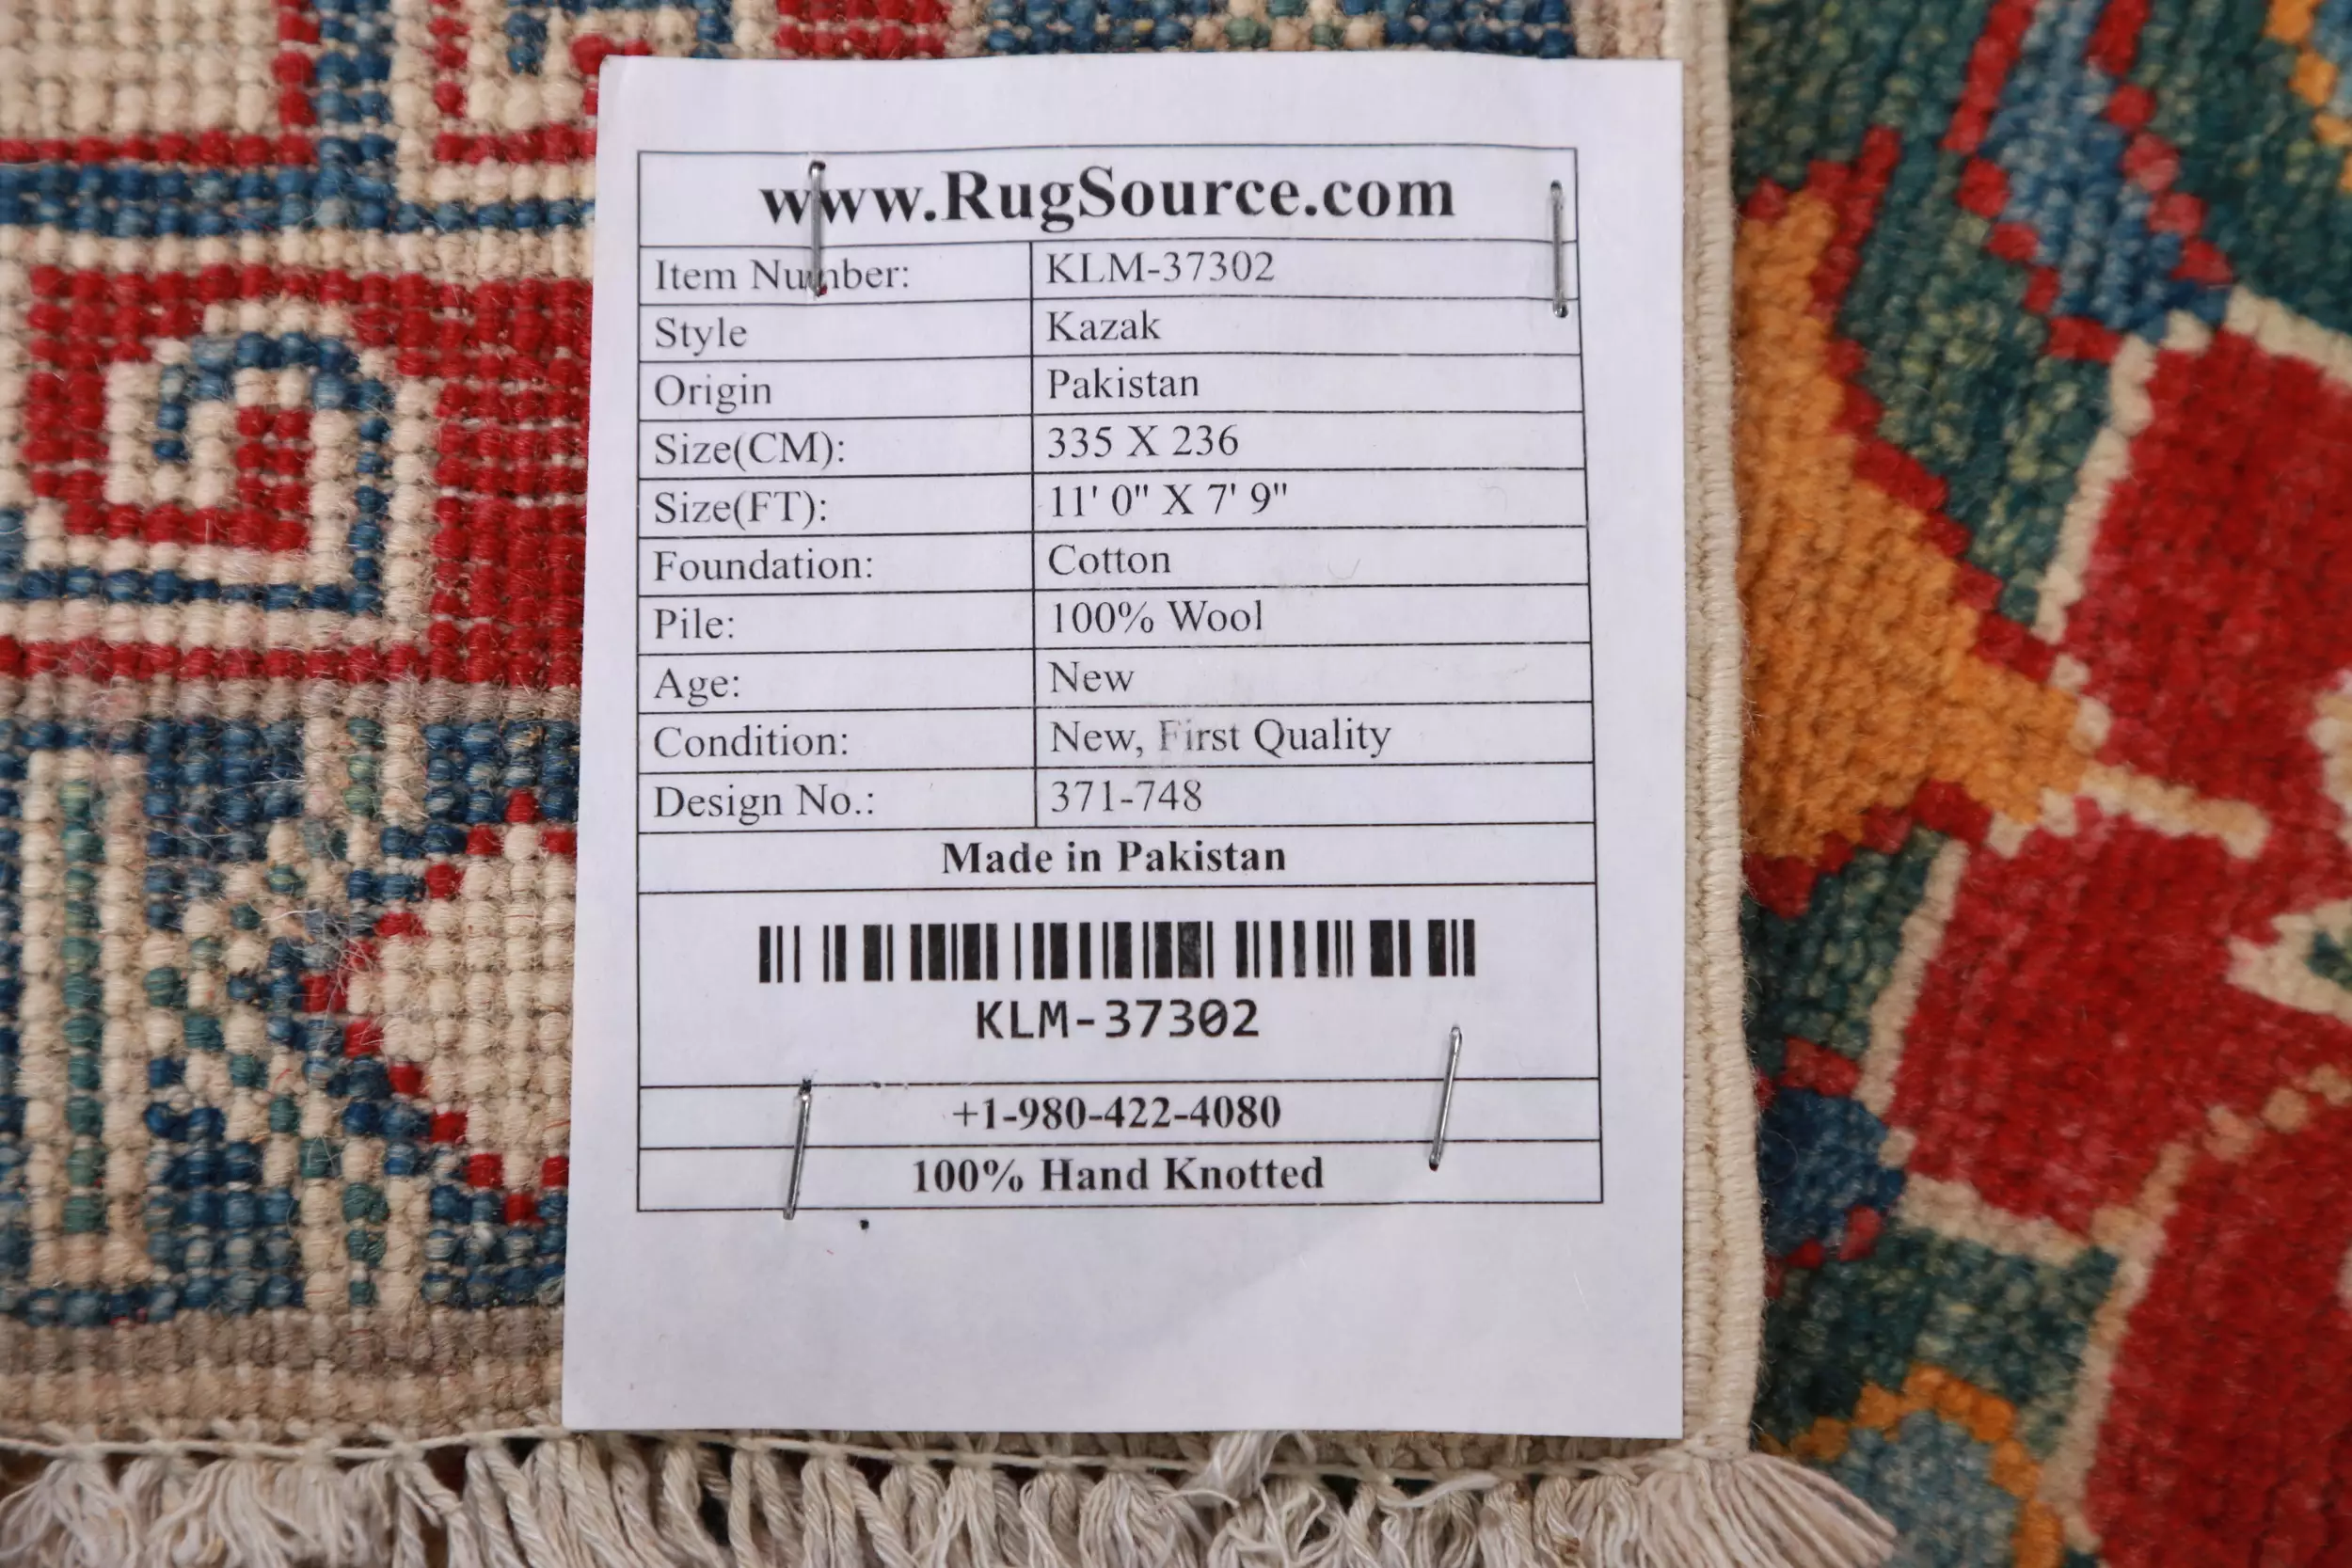 www.RugSource.com
Item Number: KLM-37302
Style Kazak
Origin Pakistan
Size(CM): 335 X 236
Size(FT): 11' 0" X 7' 9"
Foundation: Cotton
Pile: 100% Wool
Age: New
Condition: New, First Quality
Design No.: 371-748
Made in Pakistan
KLM-37302
+1-980-422-4080
100% Hand Knotted